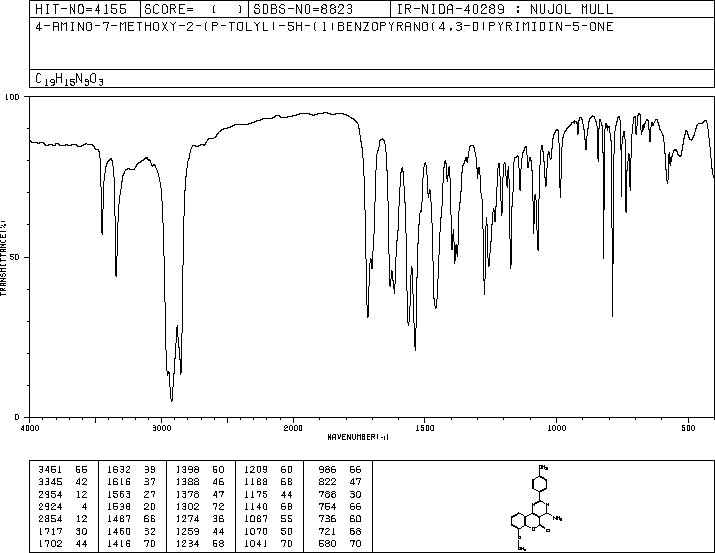 HIT-NO=4155 SCORE= ( ) SDBS-NO=8823 IR-NIDA-40289 : NUJOL MULL
4-AMINO-7-METHOXY-2-(P-TOLYL)-5H-(1)BENZOPYRANO(4,3-D)PYRIMIDIN-5-ONE
C19H15N3O3
100
50
0
TRANSMITTANCE(%)
4000 3000 2000 1500 1000 500
WAVENUMBER(-1)
3461 55 1632 39 1398 50 1209 60 986 66
3345 42 1616 37 1388 46 1188 68 822 47
2954 12 1563 27 1378 47 1175 44 788 30
2924 4 1538 20 1302 72 1140 68 754 66
2854 12 1487 66 1274 36 1087 55 736 60
1717 30 1460 32 1259 44 1070 50 721 68
1702 44 1416 70 1234 58 1041 70 580 70